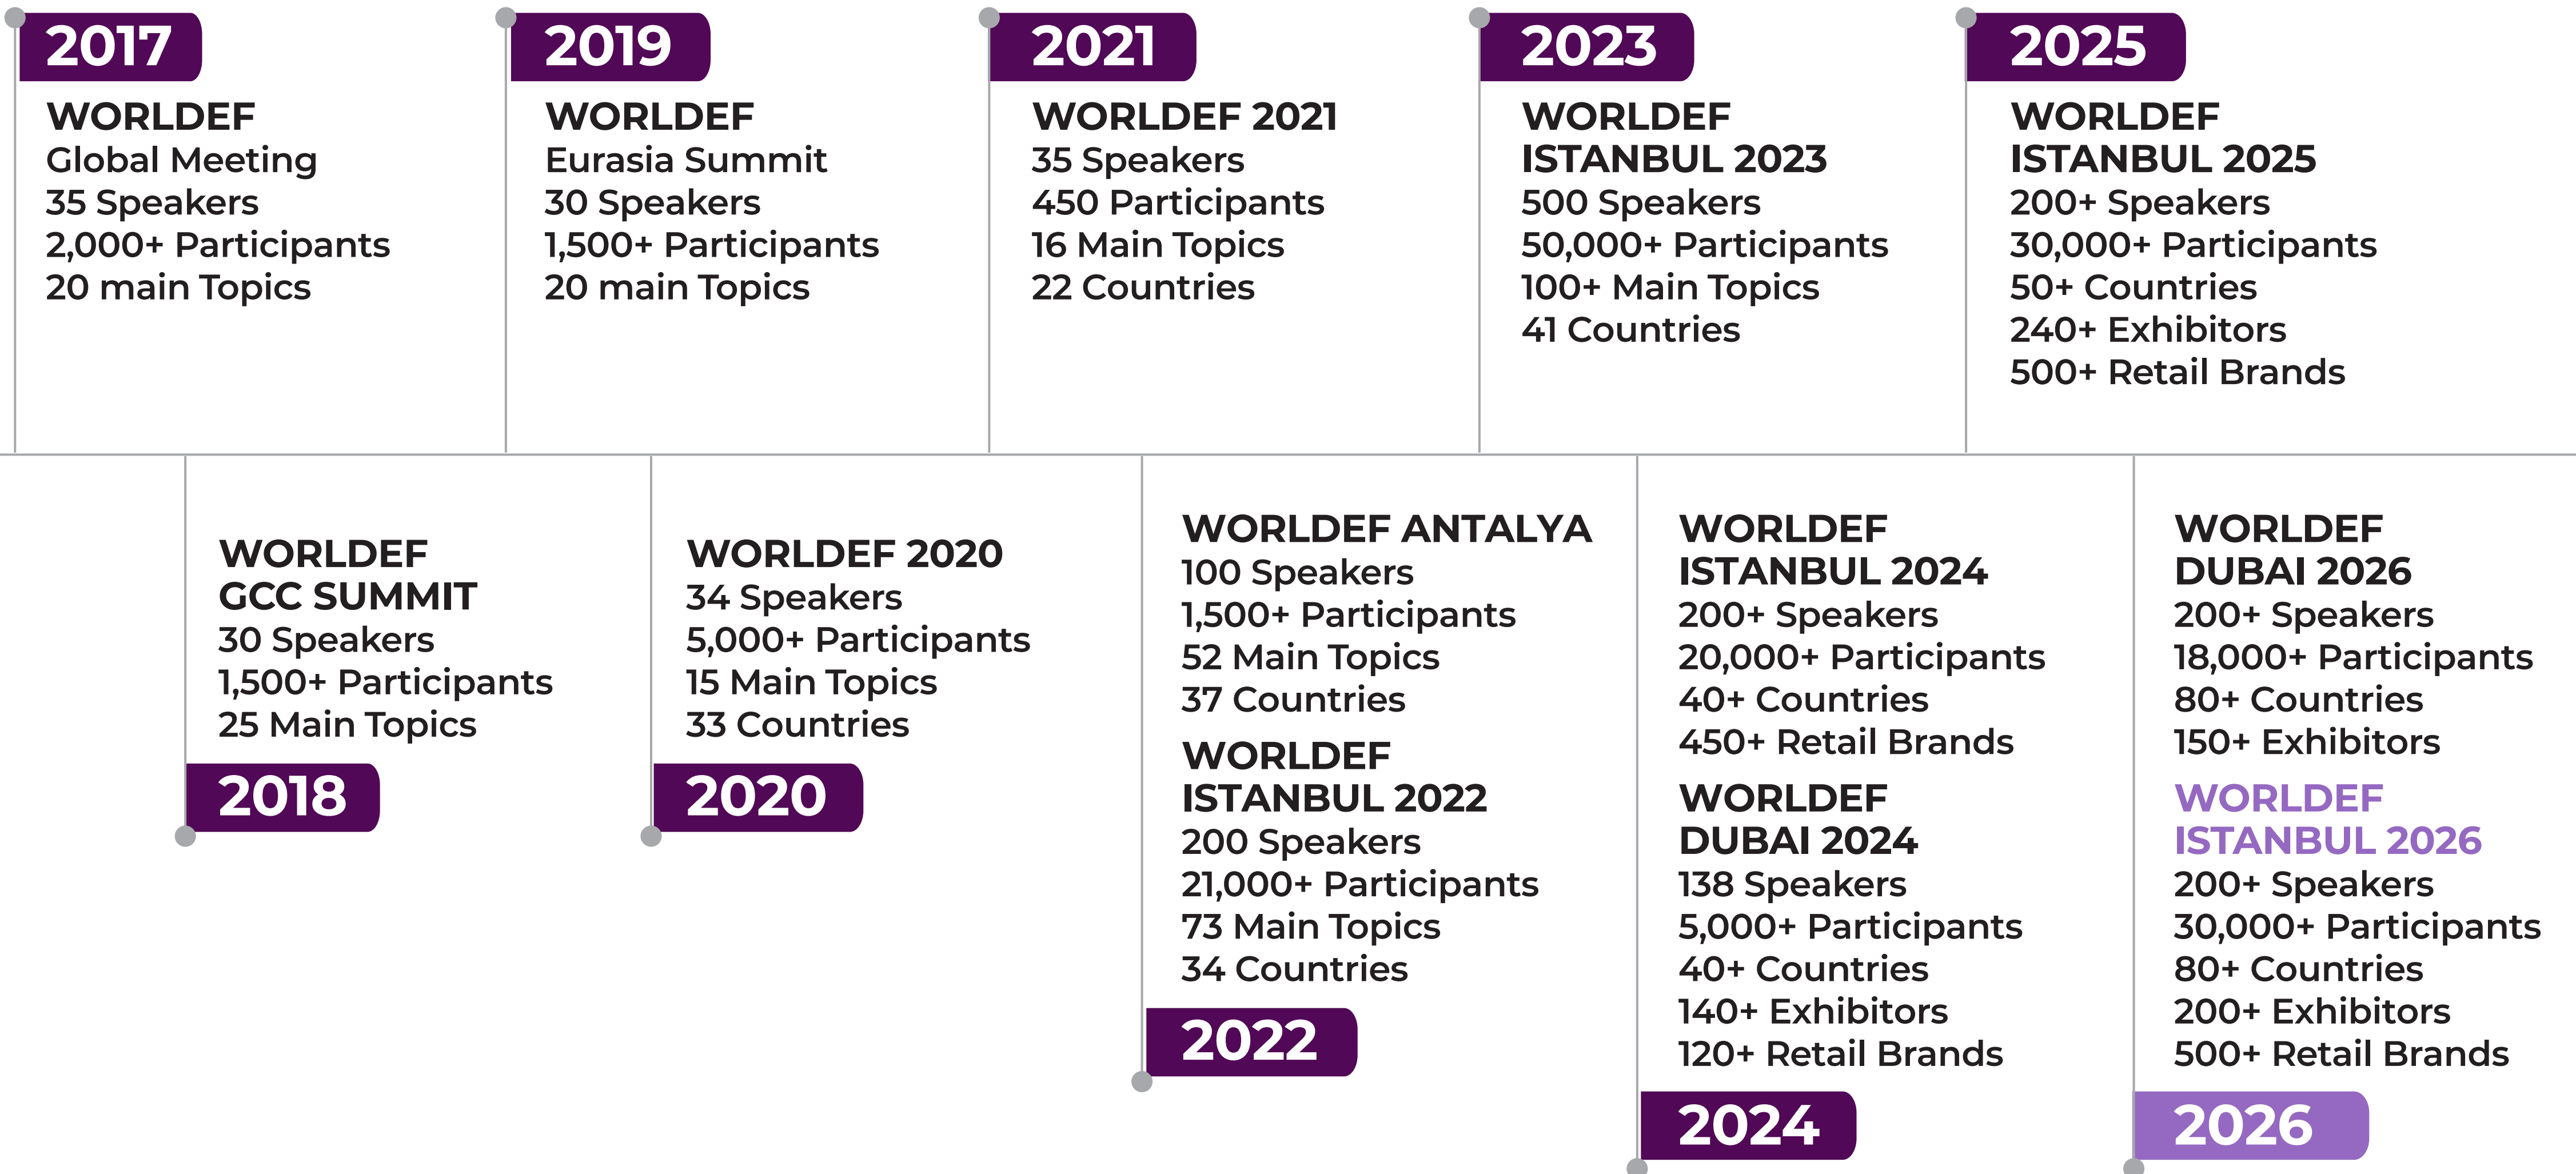 2017
WORLDEF
Global Meeting
35 Speakers
2,000+ Participants
20 main Topics
2019
WORLDEF
Eurasia Summit
30 Speakers
1,500+ Participants
20 main Topics
2021
WORLDEF 2021
35 Speakers
450 Participants
16 Main Topics
22 Countries
2023
WORLDEF
ISTANBUL 2023
500 Speakers
50,000+ Participants
100+ Main Topics
41 Countries
2025
WORLDEF
ISTANBUL 2025
200+ Speakers
30,000+ Participants
50+ Countries
240+ Exhibitors
500+ Retail Brands
WORLDEF
GCC SUMMIT
30 Speakers
1,500+ Participants
25 Main Topics
2018
WORLDEF 2020
34 Speakers
5,000+ Participants
15 Main Topics
33 Countries
2020
WORLDEF ANTALYA
100 Speakers
1,500+ Participants
52 Main Topics
37 Countries
WORLDEF
ISTANBUL 2022
200 Speakers
21,000+ Participants
73 Main Topics
34 Countries
2022
WORLDEF
ISTANBUL 2024
200+ Speakers
20,000+ Participants
40+ Countries
450+ Retail Brands
WORLDEF
DUBAI 2024
138 Speakers
5,000+ Participants
40+ Countries
140+ Exhibitors
120+ Retail Brands
2024
WORLDEF
DUBAI 2026
200+ Speakers
18,000+ Participants
80+ Countries
150+ Exhibitors
WORLDEF
ISTANBUL 2026
200+ Speakers
30,000+ Participants
80+ Countries
200+ Exhibitors
500+ Retail Brands
2026